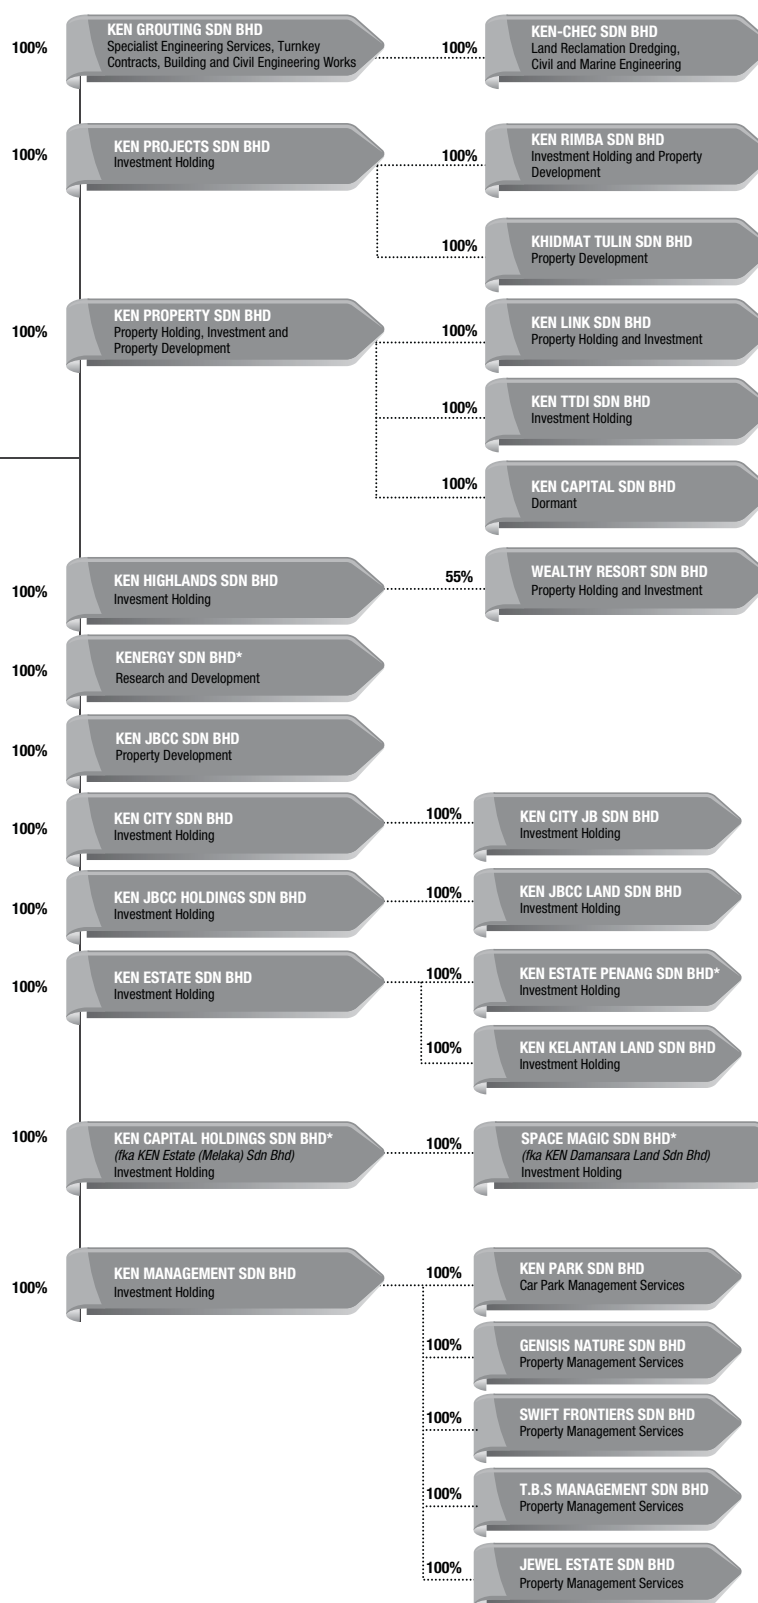 100%
KEN GROUTING SDN BHD
Specialist Engineering Services, Turnkey
Contracts, Building and Civil Engineering Works
100%
KEN-CHEC SDN BHD
Land Reclamation Dredging,
Civil and Marine Engineering
100%
KEN PROJECTS SDN BHD
Investment Holding
100%
KEN RIMBA SDN BHD
Investment Holding and Property
Development
100%
KHIDMAT TULIN SDN BHD
Property Development
100%
KEN PROPERTY SDN BHD
Property Holding, Investment and
Property Development
100%
KEN LINK SDN BHD
Property Holding and Investment
100%
KEN TTDI SDN BHD
Investment Holding
100%
KEN CAPITAL SDN BHD
Dormant
100%
KEN HIGHLANDS SDN BHD
Invesment Holding
55%
WEALTHY RESORT SDN BHD
Property Holding and Investment
100%
KENERGY SDN BHD*
Research and Development
100%
KEN JBCC SDN BHD
Property Development
100%
KEN CITY SDN BHD
Investment Holding
100%
KEN CITY JB SDN BHD
Investment Holding
100%
KEN JBCC HOLDINGS SDN BHD
Investment Holding
100%
KEN JBCC LAND SDN BHD
Investment Holding
100%
KEN ESTATE SDN BHD
Investment Holding
100%
KEN ESTATE PENANG SDN BHD*
Investment Holding
100%
KEN KELANTAN LAND SDN BHD
Investment Holding
100%
KEN CAPITAL HOLDINGS SDN BHD*
(fka KEN Estate (Melaka) Sdn Bhd)
Investment Holding
100%
SPACE MAGIC SDN BHD*
(fka KEN Damansara Land Sdn Bhd)
Investment Holding
100%
KEN MANAGEMENT SDN BHD
Investment Holding
100%
KEN PARK SDN BHD
Car Park Management Services
100%
GENISIS NATURE SDN BHD
Property Management Services
100%
SWIFT FRONTIERS SDN BHD
Property Management Services
100%
T.B.S MANAGEMENT SDN BHD
Property Management Services
100%
JEWEL ESTATE SDN BHD
Property Management Services